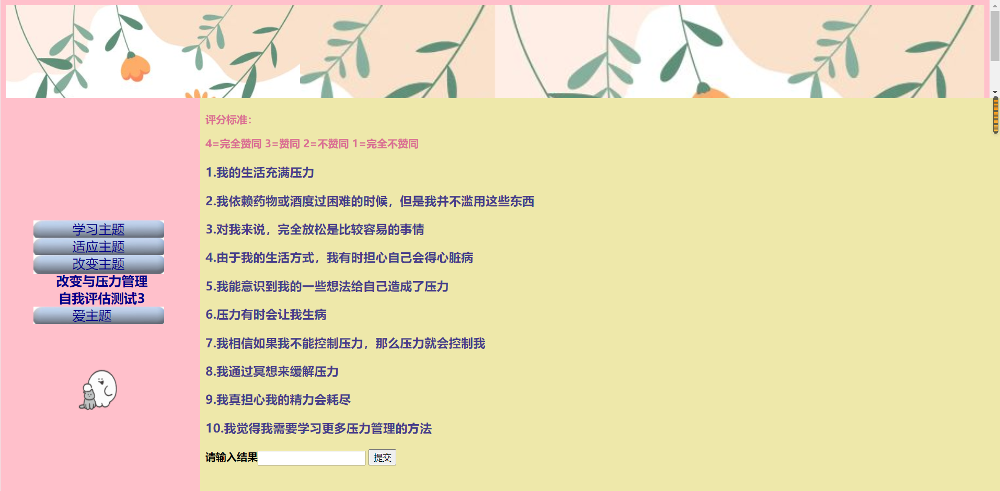 学习主题
适应主题
改变主题
改变与压力管理
自我评估测试3
爱主题
评分标准：
4=完全赞同 3=赞同 2=不赞同 1=完全不赞同
1.我的生活充满压力
2.我依赖药物或酒度过困难的时候，但是我并不滥用这些东西
3.对我来说，完全放松是比较容易的事情
4.由于我的生活方式，我有时担心自己会得心脏病
5.我能意识到我的一些想法给自己造成了压力
6.压力有时会让我生病
7.我相信如果我不能控制压力，那么压力就会控制我
8.我通过冥想来缓解压力
9.我真担心我的精力会耗尽
10.我觉得我需要学习更多压力管理的方法
请输入结果 提交